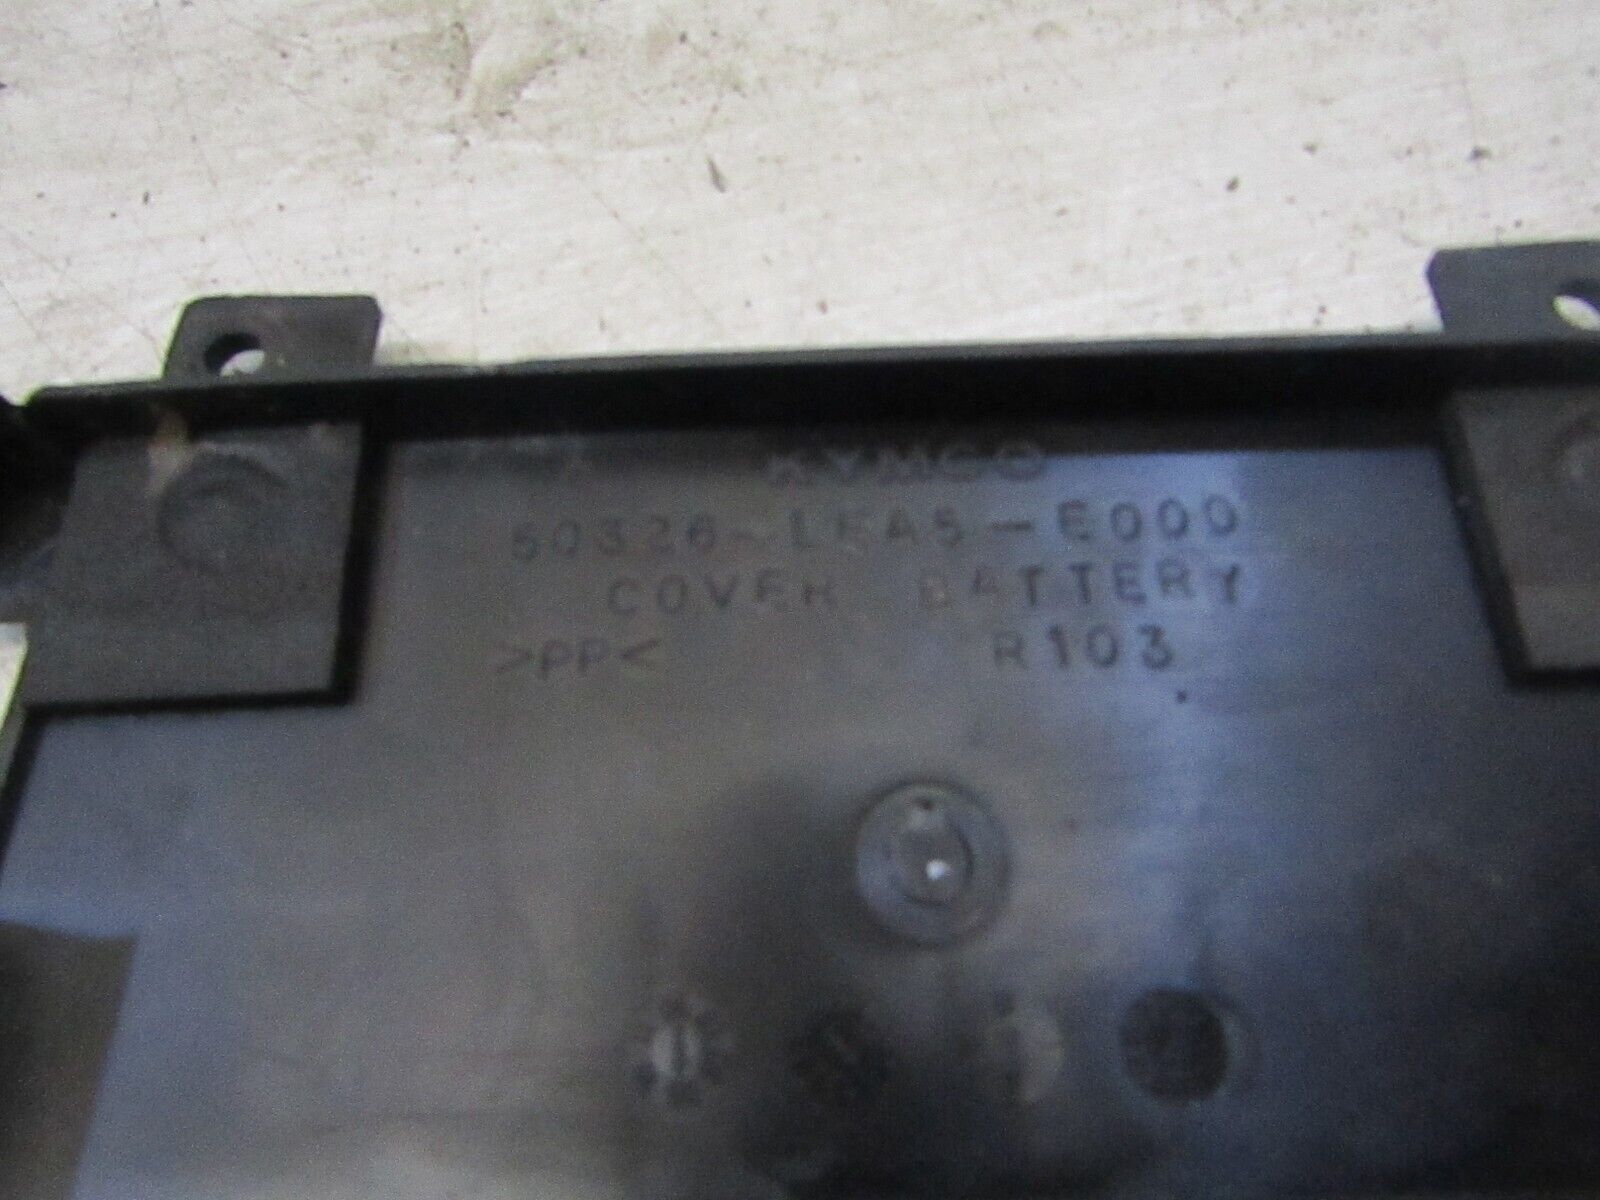 KYMCO
50326-LEA5-E000
COVER BATTERY
>PP< R103